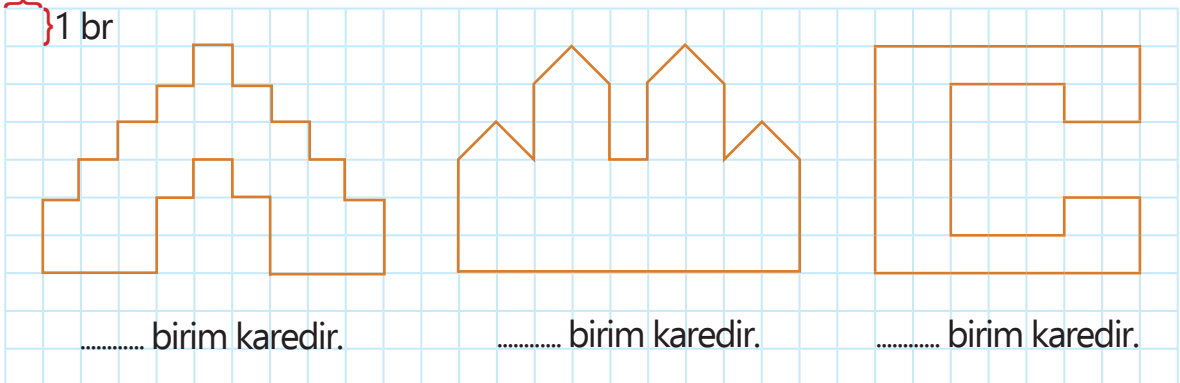 1 br
............ birim karedir.
............ birim karedir.
............ birim karedir.